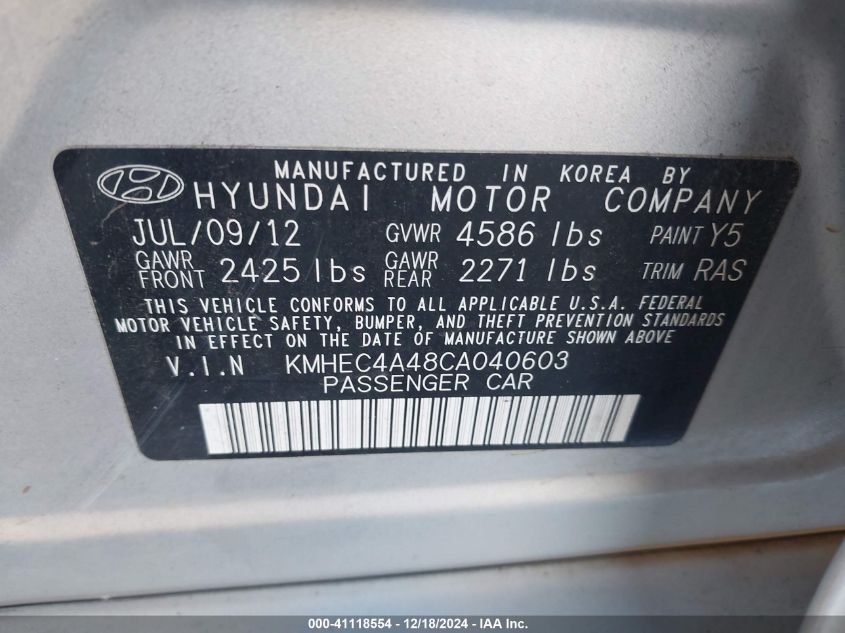 MANUFACTURED IN KOREA BY
HYUNDAI MOTOR COMPANY
JUL/09/12 GVWR 4586 lbs PAINT Y5
GAWR FRONT 2425 lbs GAWR REAR 2271 lbs TRIM RAS
THIS VEHICLE CONFORMS TO ALL APPLICABLE U.S.A. FEDERAL
MOTOR VEHICLE SAFETY, BUMPER, AND THEFT PREVENTION STANDARDS
IN EFFECT ON THE DATE OF MANUFACTURE SHOWN ABOVE
V.I.N KMHEC4A48CA040603
PASSENGER CAR
000-41118554 - 12/18/2024 - IAA Inc.